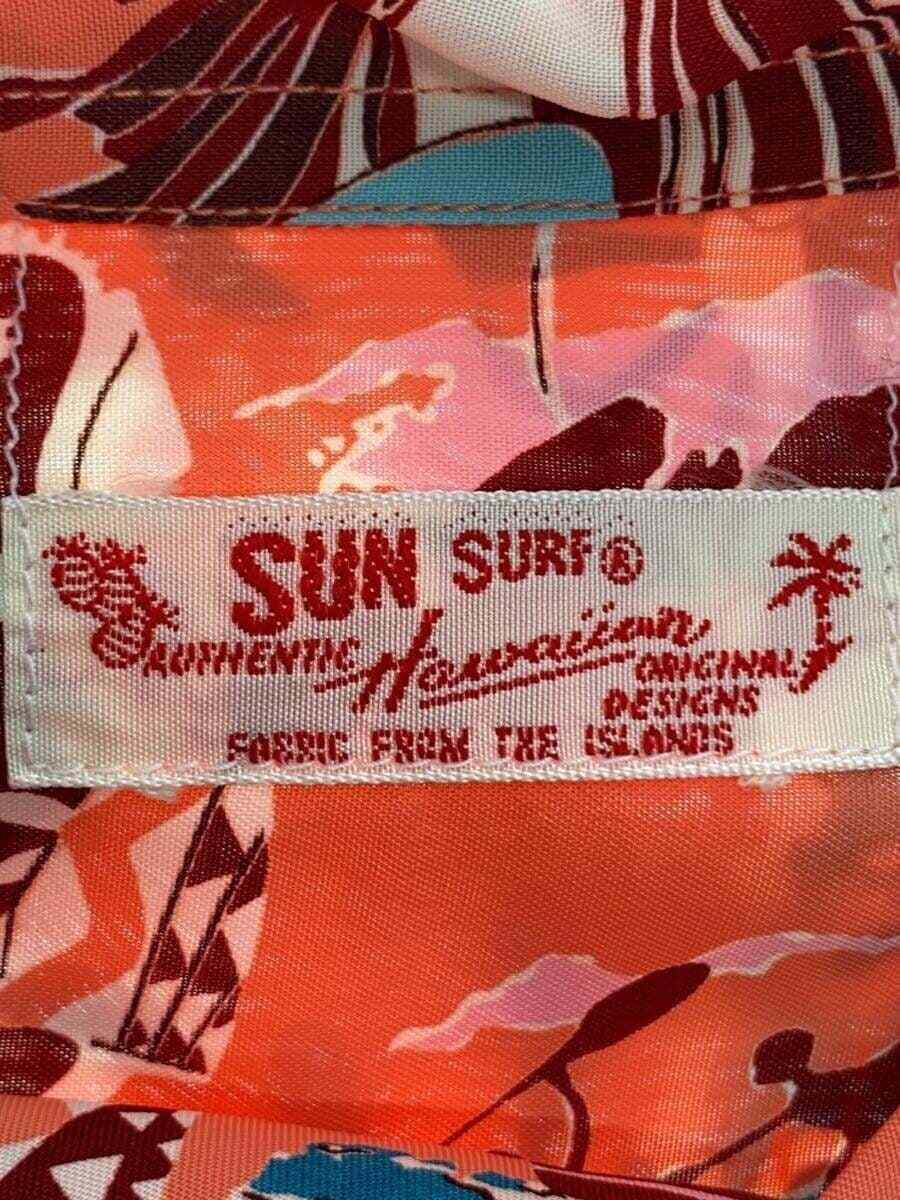 SUN SURF®
AUTHENTIC Hawaiian ORIGINAL
DESIGNS
FABRIC FROM THE ISLANDS